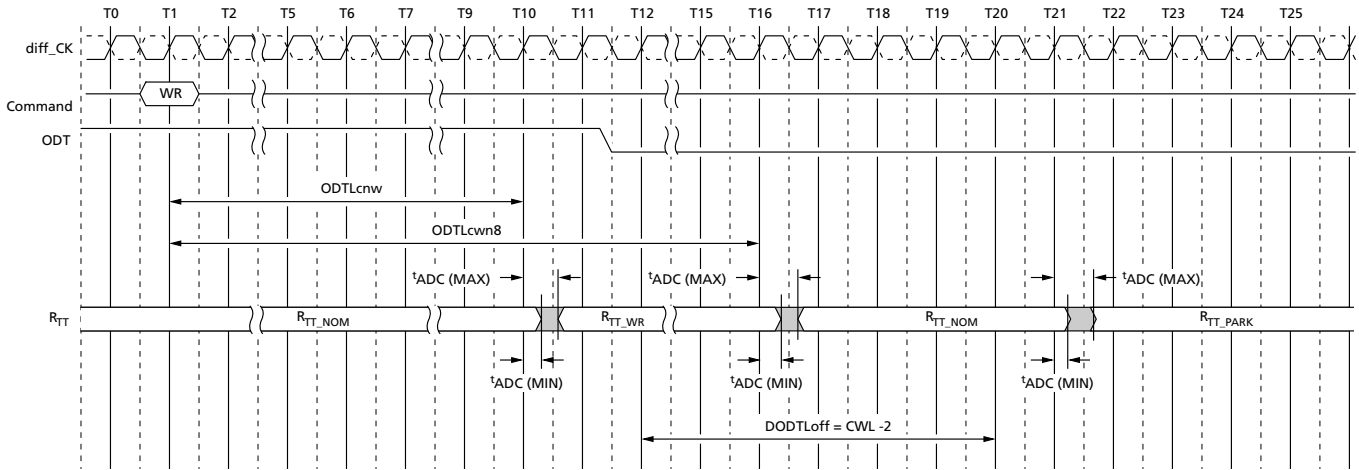 T0 T1 T2 T5 T6 T7 T9 T10 T11 T12 T15 T16 T17 T18 T19 T20 T21 T22 T23 T24 T25
diff_CK
WR
Command
ODT
ODTLcnw
ODTLcwn8
tADC (MAX) tADC (MAX) tADC (MAX)
RTT RTT_NOM RTT_WR RTT_NOM RTT_PARK
tADC (MIN) tADC (MIN) tADC (MIN)
DODTLoff = CWL -2